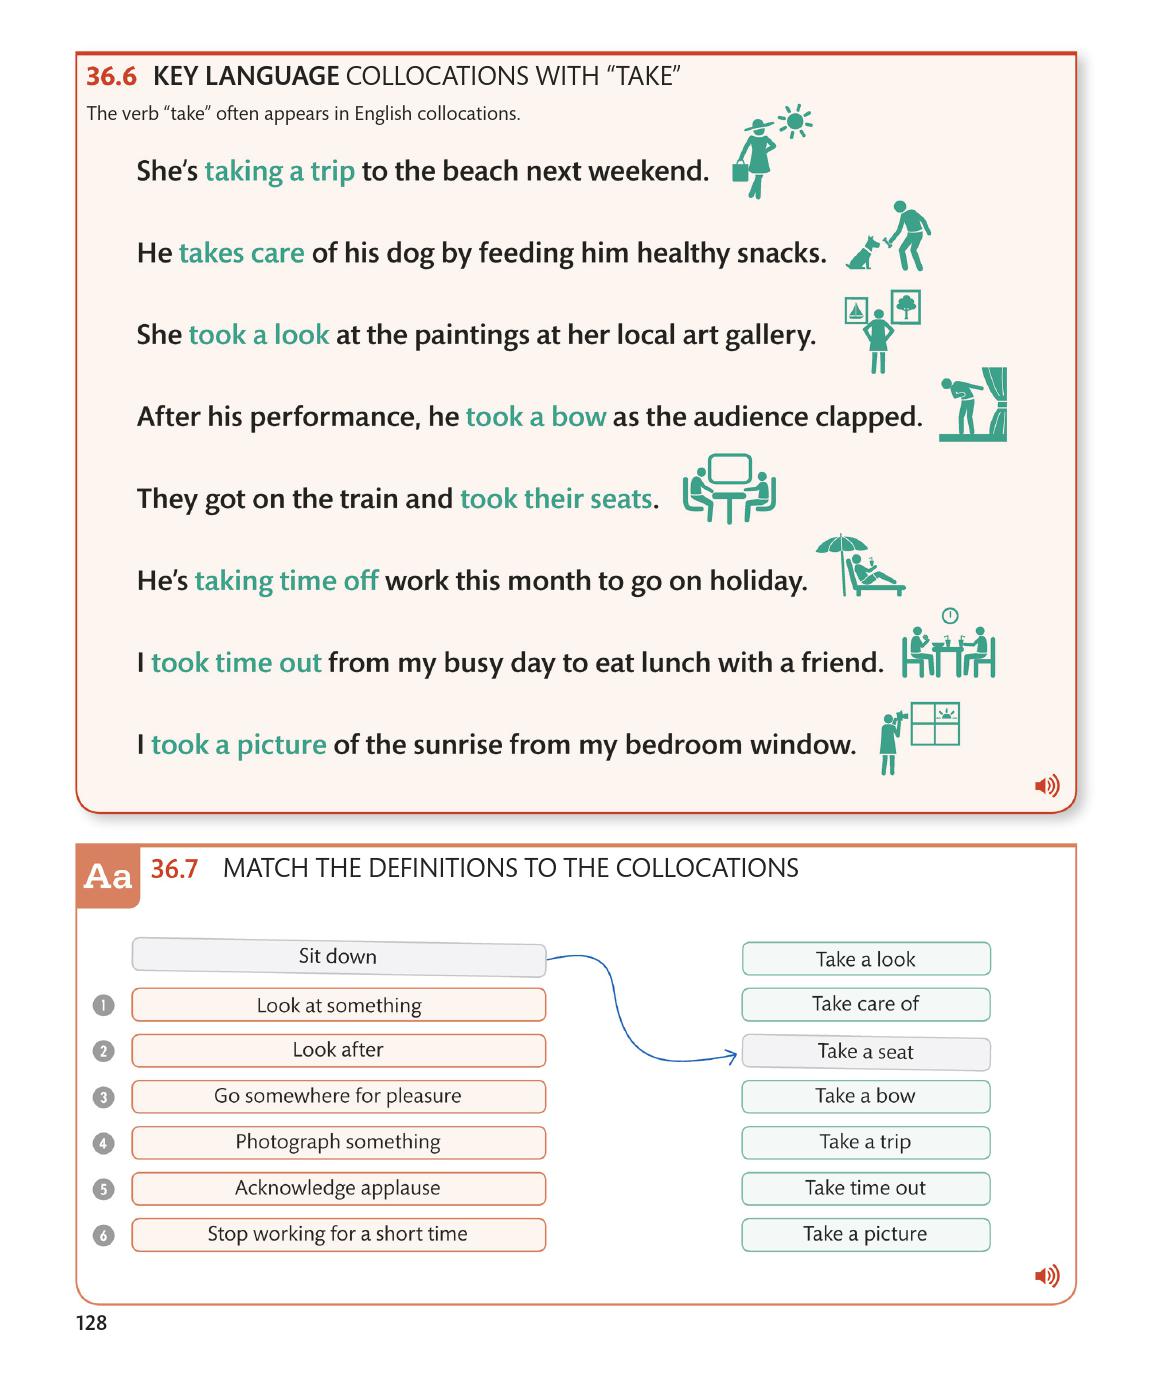 36.6 KEY LANGUAGE COLLOCATIONS WITH “TAKE”
The verb “take” often appears in English collocations.
She’s taking a trip to the beach next weekend.
He takes care of his dog by feeding him healthy snacks.
She took a look at the paintings at her local art gallery.
After his performance, he took a bow as the audience clapped.
They got on the train and took their seats.
He’s taking time off work this month to go on holiday.
I took time out from my busy day to eat lunch with a friend.
I took a picture of the sunrise from my bedroom window.
Aa 36.7 MATCH THE DEFINITIONS TO THE COLLOCATIONS
Sit down
1 Look at something
2 Look after
3 Go somewhere for pleasure
4 Photograph something
5 Acknowledge applause
6 Stop working for a short time
Take a look
Take care of
Take a seat
Take a bow
Take a trip
Take time out
Take a picture
128